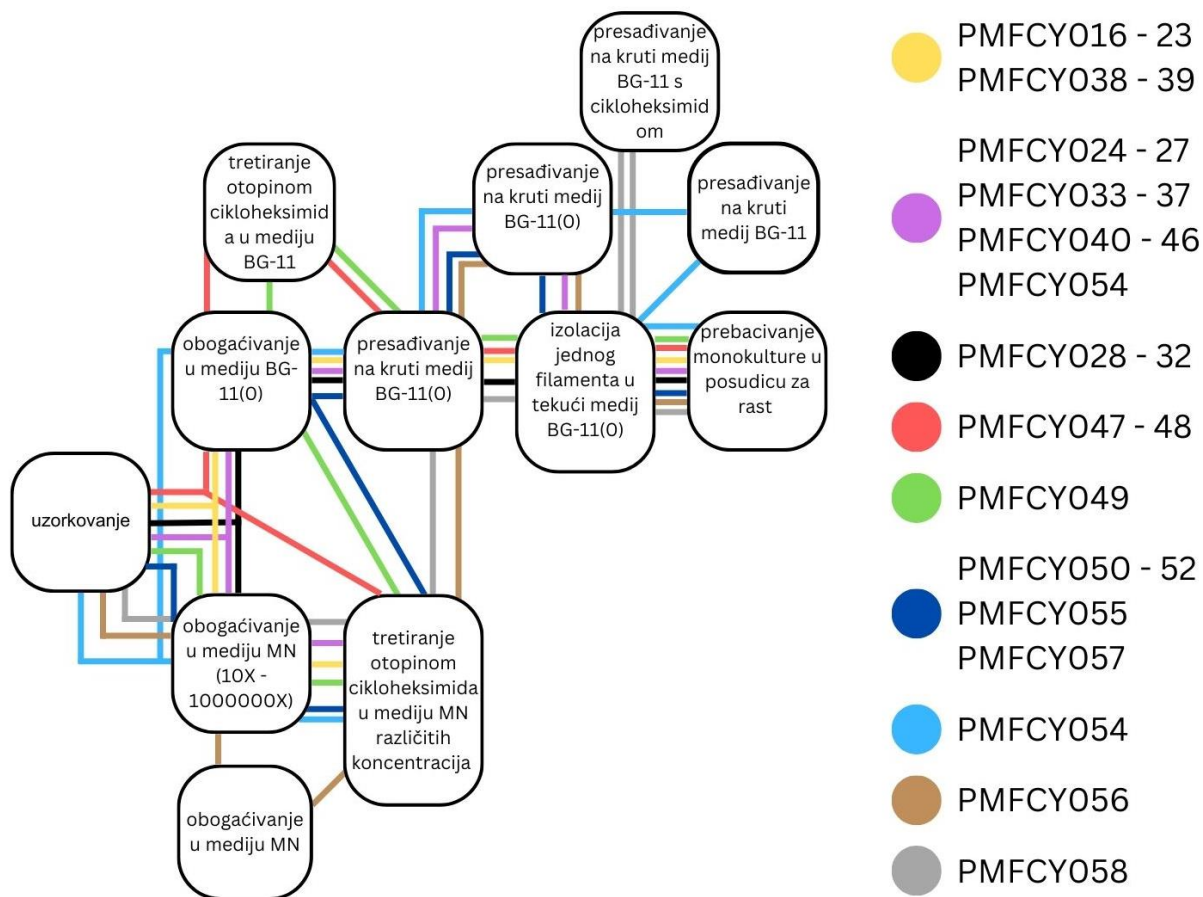 presađivanje
na kruti medij
BG-11 s
cikloheksimid
om
tretiranje
otopinom
cikloheksimid
a u mediju
BG-11
presađivanje
na kruti medij
BG-11(0)
presađivanje
na kruti
medij BG-11
obogaćivanje
u mediju BG-
11(0)
presađivanje
na kruti medij
BG-11(0)
izolacija
jednog
filamenta u
tekući medij
BG-11(0)
prebacivanje
monokulture u
posudicu za
rast
uzorkovanje
obogaćivanje
u mediju MN
(10X -
1000000X)
tretiranje
otopinom
cikloheksimida
u mediju MN
različitih
koncentracija
obogaćivanje
u mediju MN
PMFCY016 - 23
PMFCY038 - 39
PMFCY024 - 27
PMFCY033 - 37
PMFCY040 - 46
PMFCY054
PMFCY028 - 32
PMFCY047 - 48
PMFCY049
PMFCY050 - 52
PMFCY055
PMFCY057
PMFCY054
PMFCY056
PMFCY058